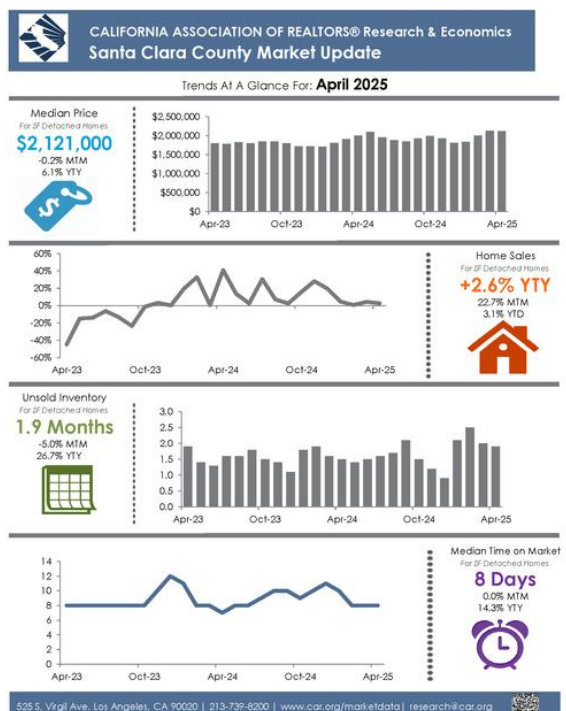 CALIFORNIA ASSOCIATION OF REALTORS® Research & Economics
Santa Clara County Market Update
Trends At A Glance For: April 2025
Median Price
For SF Detached Homes
$2,121,000
-0.2% MTM
6.1% YTY
$
$2,500,000
$2,000,000
$1,500,000
$1,000,000
$500,000
$0
Apr-23 Oct-23 Apr-24 Oct-24 Apr-25
60%
40%
20%
0%
-20%
-40%
-60%
Apr-23 Oct-23 Apr-24 Oct-24 Apr-25
Home Sales
For SF Detached Homes
+2.6% YTY
22.7% MTM
3.1% YTD
Unsold Inventory
For SF Detached Homes
1.9 Months
-5.0% MTM
26.7% YTY
3.0
2.5
2.0
1.5
1.0
0.5
0.0
Apr-23 Oct-23 Apr-24 Oct-24 Apr-25
14
12
10
8
6
4
2
0
Apr-23 Oct-23 Apr-24 Oct-24 Apr-25
Median Time on Market
For SF Detached Homes
8 Days
0.0% MTM
14.3% YTY
525 S. Virgil Ave, Los Angeles, CA 90020 | 213-739-8200 | www.car.org/marketdata| research@car.org